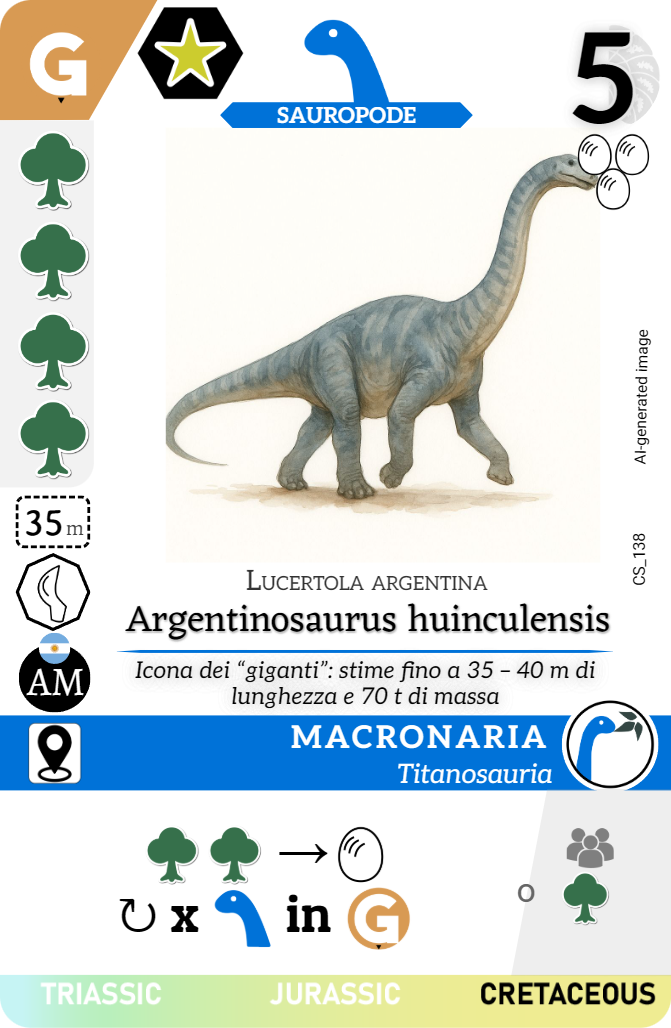 G
SAUROPODE
5
AI-generated image
CS_138
35 m
Lucertola argentina
Argentinosaurus huinculensis
AM
Icona dei “giganti”: stime fino a 35 – 40 m di
lunghezza e 70 t di massa
MACRONARIA
Titanosauria
→
↻ x in G
o
TRIASSIC JURASSIC CRETACEOUS